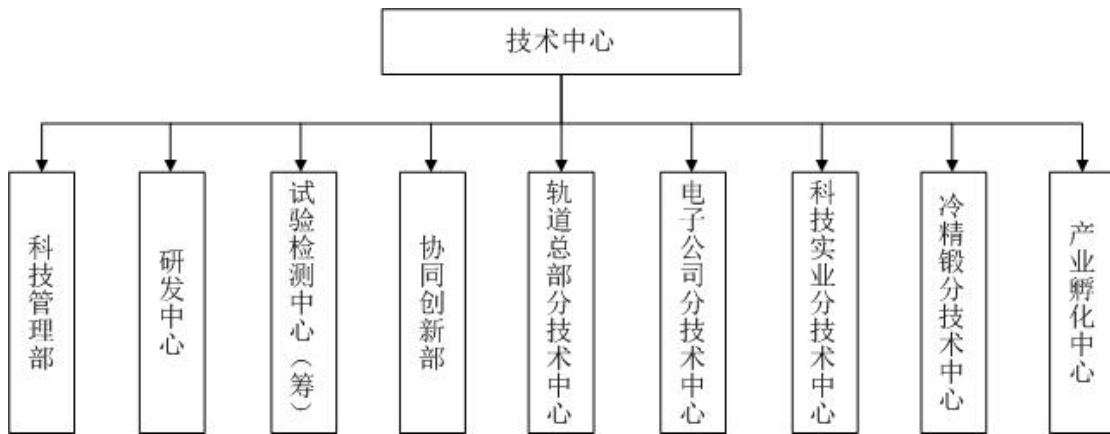 技术中心
科技管理部
研发中心
试验检测中心（筹）
协同创新部
轨道总部分技术中心
电子公司分技术中心
科技实业分技术中心
冷精锻分技术中心
产业孵化中心